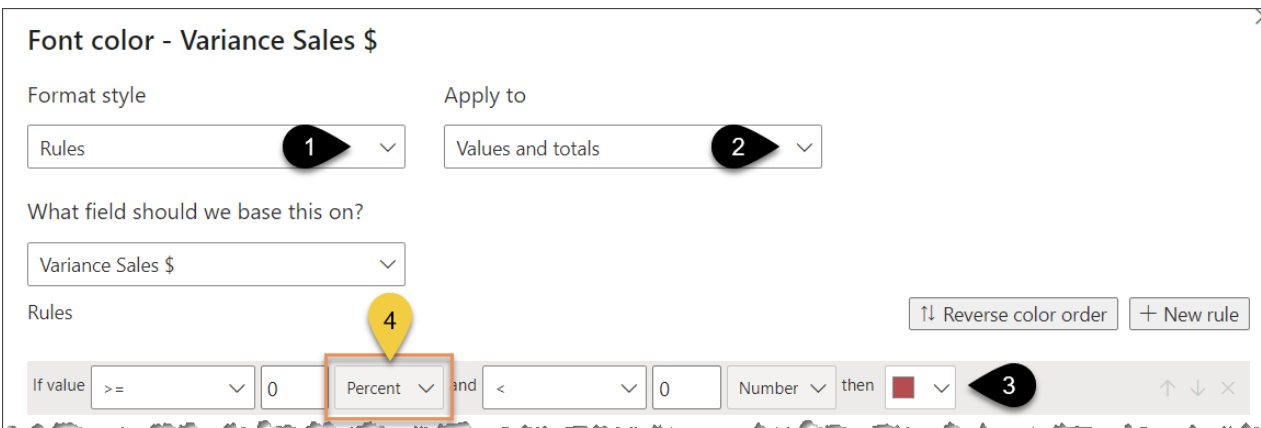 Font color - Variance Sales $
Format style Apply to
Rules 1 Values and totals 2
What field should we base this on?
Variance Sales $
Rules 4 Reverse color order New rule
If value >= 0 Percent and < 0 Number then 3